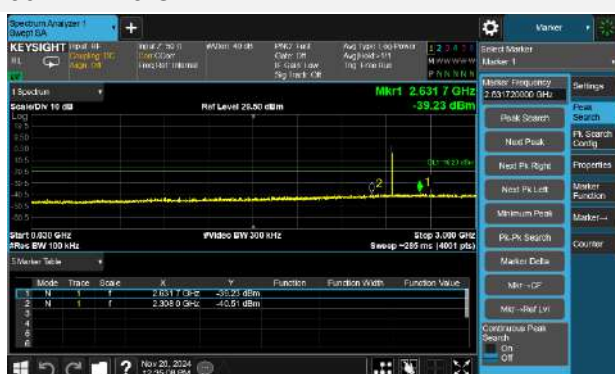 Spectrum Analyzer 1
Swept SA
+
Marker
KEYSIGHT
Input: RF
Coupling: DC
Align: Off
Input Z: 50 Ω
Corr CCorr
Freq Ref: Internal
#Atten: 40 dB
PNO: Fast
Gate: Off
IF Gain: Low
Sig Track: Off
Avg Type: Log-Power
Avg|Hold: 1/1
Trig: Free Run
1 2 3 4 5 6
M W W W W W
P N N N N N
Select Marker
Marker 1
1 Spectrum
Scale/Div 10 dB
Ref Level 28.50 dBm
Mkr1 2.631 7 GHz
-39.23 dBm
Log
2
1
Start 0.030 GHz
#Res BW 100 kHz
#Video BW 300 kHz
Stop 3.000 GHz
Sweep ~285 ms (4001 pts)
Marker Frequency
2.631720000 GHz
Peak Search
Next Peak
Next Pk Right
Next Pk Left
Minimum Peak
Pk-Pk Search
Marker Delta
Mkr→CF
Mkr→Ref Lvl
Continuous Peak
Search
On
Off
Settings
Peak
Search
Pk Search
Config
Properties
Marker
Function
Marker→
Counter
5 Marker Table
Mode Trace Scale X Y Function Function Width Function Value
1 N 1 f 2.631 7 GHz -39.23 dBm
2 N 1 f 2.308 0 GHz -40.51 dBm
3
4
5
6
?
Nov 20, 2024